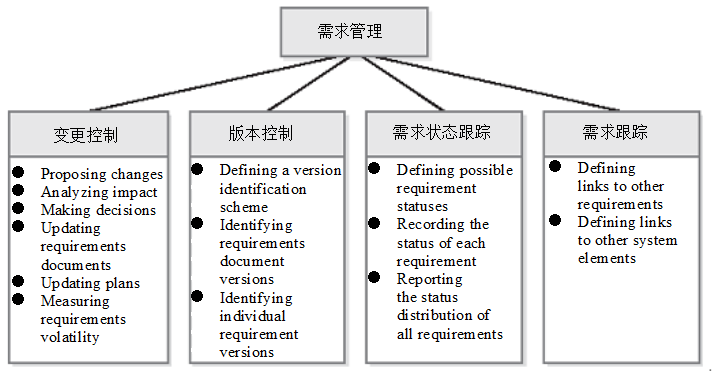 需求管理
变更控制
Proposing changes
Analyzing impact
Making decisions
Updating
requirements
documents
Updating plans
Measuring
requirements
volatility
版本控制
Defining a version
identification
scheme
Identifying
requirements
document
versions
Identifying
individual
requirement
versions
需求状态跟踪
Defining possible
requirement
statuses
Recording the
status of each
requirement
Reporting
the status
distribution of
all requirements
需求跟踪
Defining
links to other
requirements
Defining links
to other system
elements